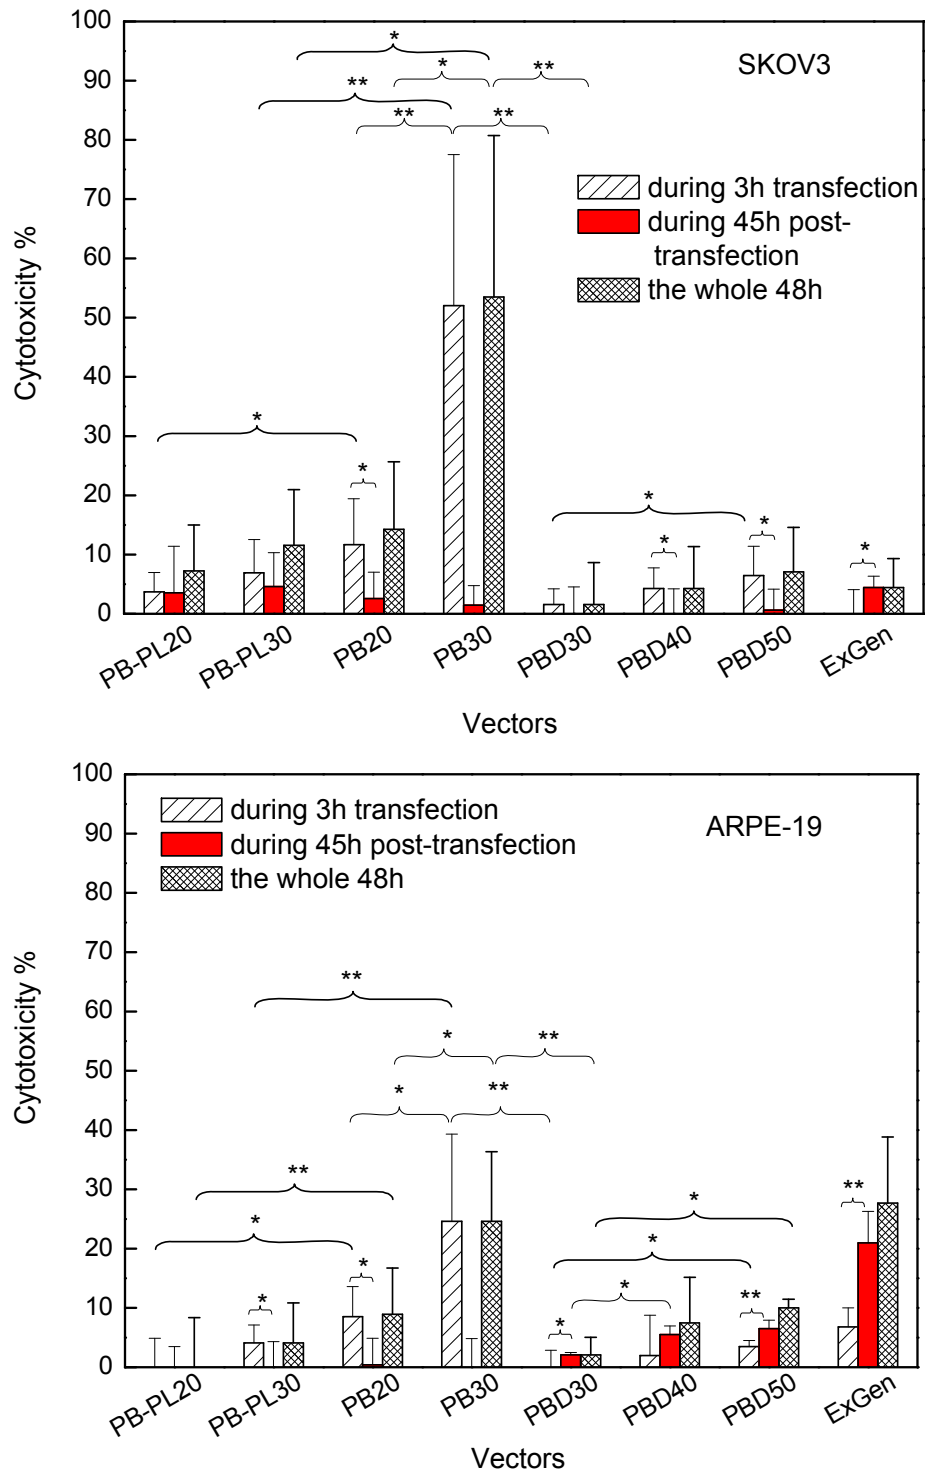 100
90
80
70
60
50
40
30
20
10
0
Cytotoxicity %
SKOV3
during 3h transfection
during 45h post-
transfection
the whole 48h
*
**
*
**
**
**
*
*
*
*
*
*
PB-PL20
PB-PL30
PB20
PB30
PBD30
PBD40
PBD50
ExGen
Vectors
100
90
80
70
60
50
40
30
20
10
0
Cytotoxicity %
during 3h transfection
during 45h post-transfection
the whole 48h
ARPE-19
**
*
**
*
**
**
*
*
*
*
*
*
*
**
**
PB-PL20
PB-PL30
PB20
PB30
PBD30
PBD40
PBD50
ExGen
Vectors